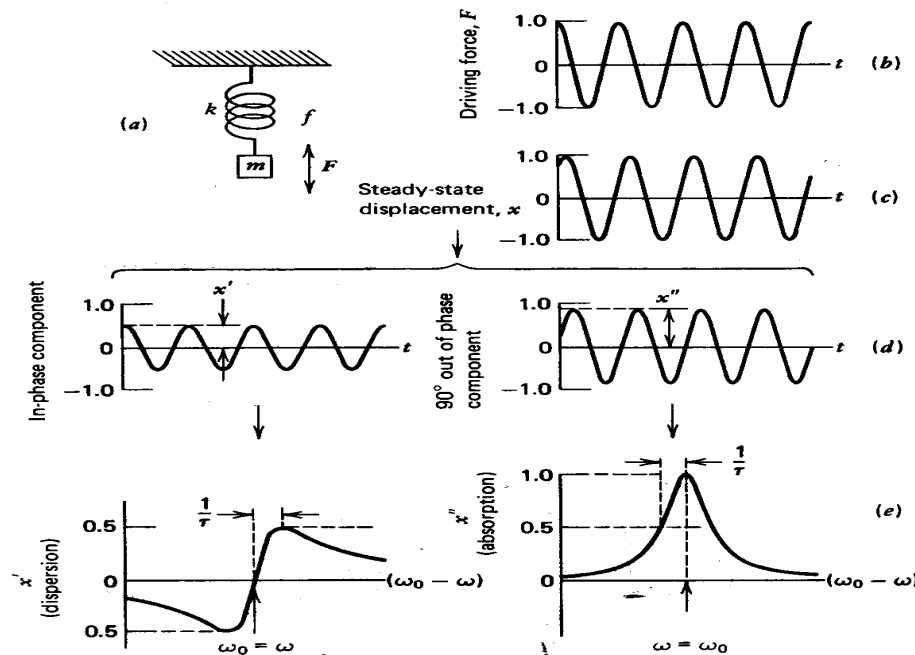 (a)
k
f
m
F
Driving force, F
1.0
0
−1.0
t
(b)
1.0
0
−1.0
t
(c)
Steady-state
displacement, x
In-phase component
1.0
0
−1.0
x′
t
90° out of phase
component
1.0
0
−1.0
x″
t
(d)
x′
(dispersion)
0.5
0
0.5
1/τ
(ω₀ − ω)
ω₀ = ω
x″
(absorption)
1.0
0.5
0
1/τ
(ω₀ − ω)
ω = ω₀
(e)